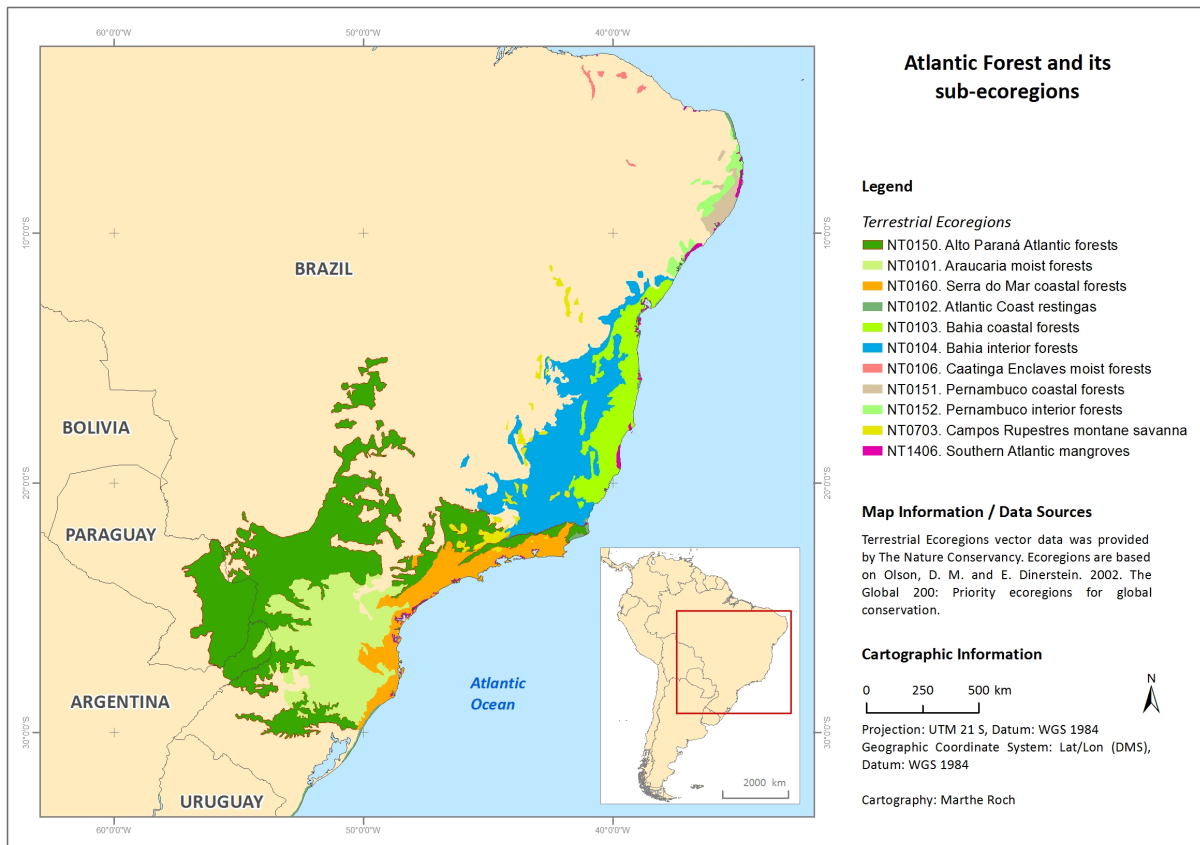 60°0'0"W 50°0'0"W 40°0'0"W
Atlantic Forest and its
sub-ecoregions
Legend
Terrestrial Ecoregions
NT0150. Alto Paraná Atlantic forests
NT0101. Araucaria moist forests
NT0160. Serra do Mar coastal forests
NT0102. Atlantic Coast restingas
NT0103. Bahia coastal forests
NT0104. Bahia interior forests
NT0106. Caatinga Enclaves moist forests
NT0151. Pernambuco coastal forests
NT0152. Pernambuco interior forests
NT0703. Campos Rupestres montane savanna
NT1406. Southern Atlantic mangroves
10°0'0"S 10°0'0"S
BRAZIL
BOLIVIA
20°0'0"S 20°0'0"S
PARAGUAY
ARGENTINA
Atlantic
Ocean
30°0'0"S 30°0'0"S
URUGUAY
2000 km
60°0'0"W 50°0'0"W 40°0'0"W
Map Information / Data Sources
Terrestrial Ecoregions vector data was provided
by The Nature Conservancy. Ecoregions are based
on Olson, D. M. and E. Dinerstein. 2002. The
Global 200: Priority ecoregions for global
conservation.
Cartographic Information
0 250 500 km
N
Projection: UTM 21 S, Datum: WGS 1984
Geographic Coordinate System: Lat/Lon (DMS),
Datum: WGS 1984
Cartography: Marthe Roch